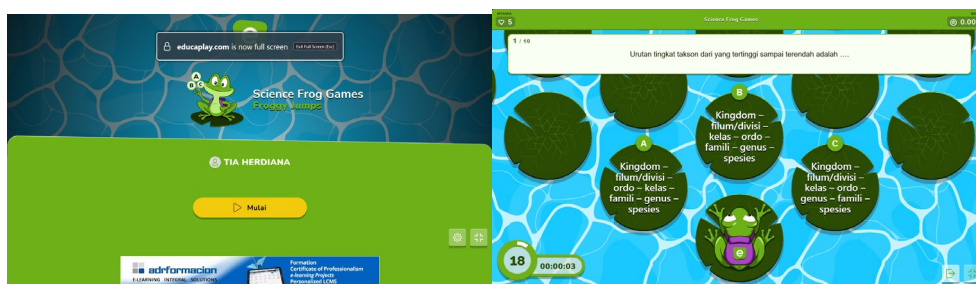 educaplay.com is now full screen Exit Full Screen (Esc)
A
B C
Science Frog Games
Froggy Jumps
TIA HERDIANA
Mulai
adrformacion
E-LEARNING INTEGRAL SOLUTIONS
Formation
Certificate of Professionalism
e-learning Projects
Personalized LCMS
5
Science Frog Games
0.00
1 / 10
Urutan tingkat takson dari yang tertinggi sampai terendah adalah ....
B
Kingdom –
filum/divisi –
kelas – ordo –
famili – genus –
spesies
A
Kingdom –
filum/divisi –
ordo – kelas –
famili – genus –
spesies
C
Kingdom –
filum/divisi –
kelas – ordo –
genus – famili –
spesies
e
18
00:00:03